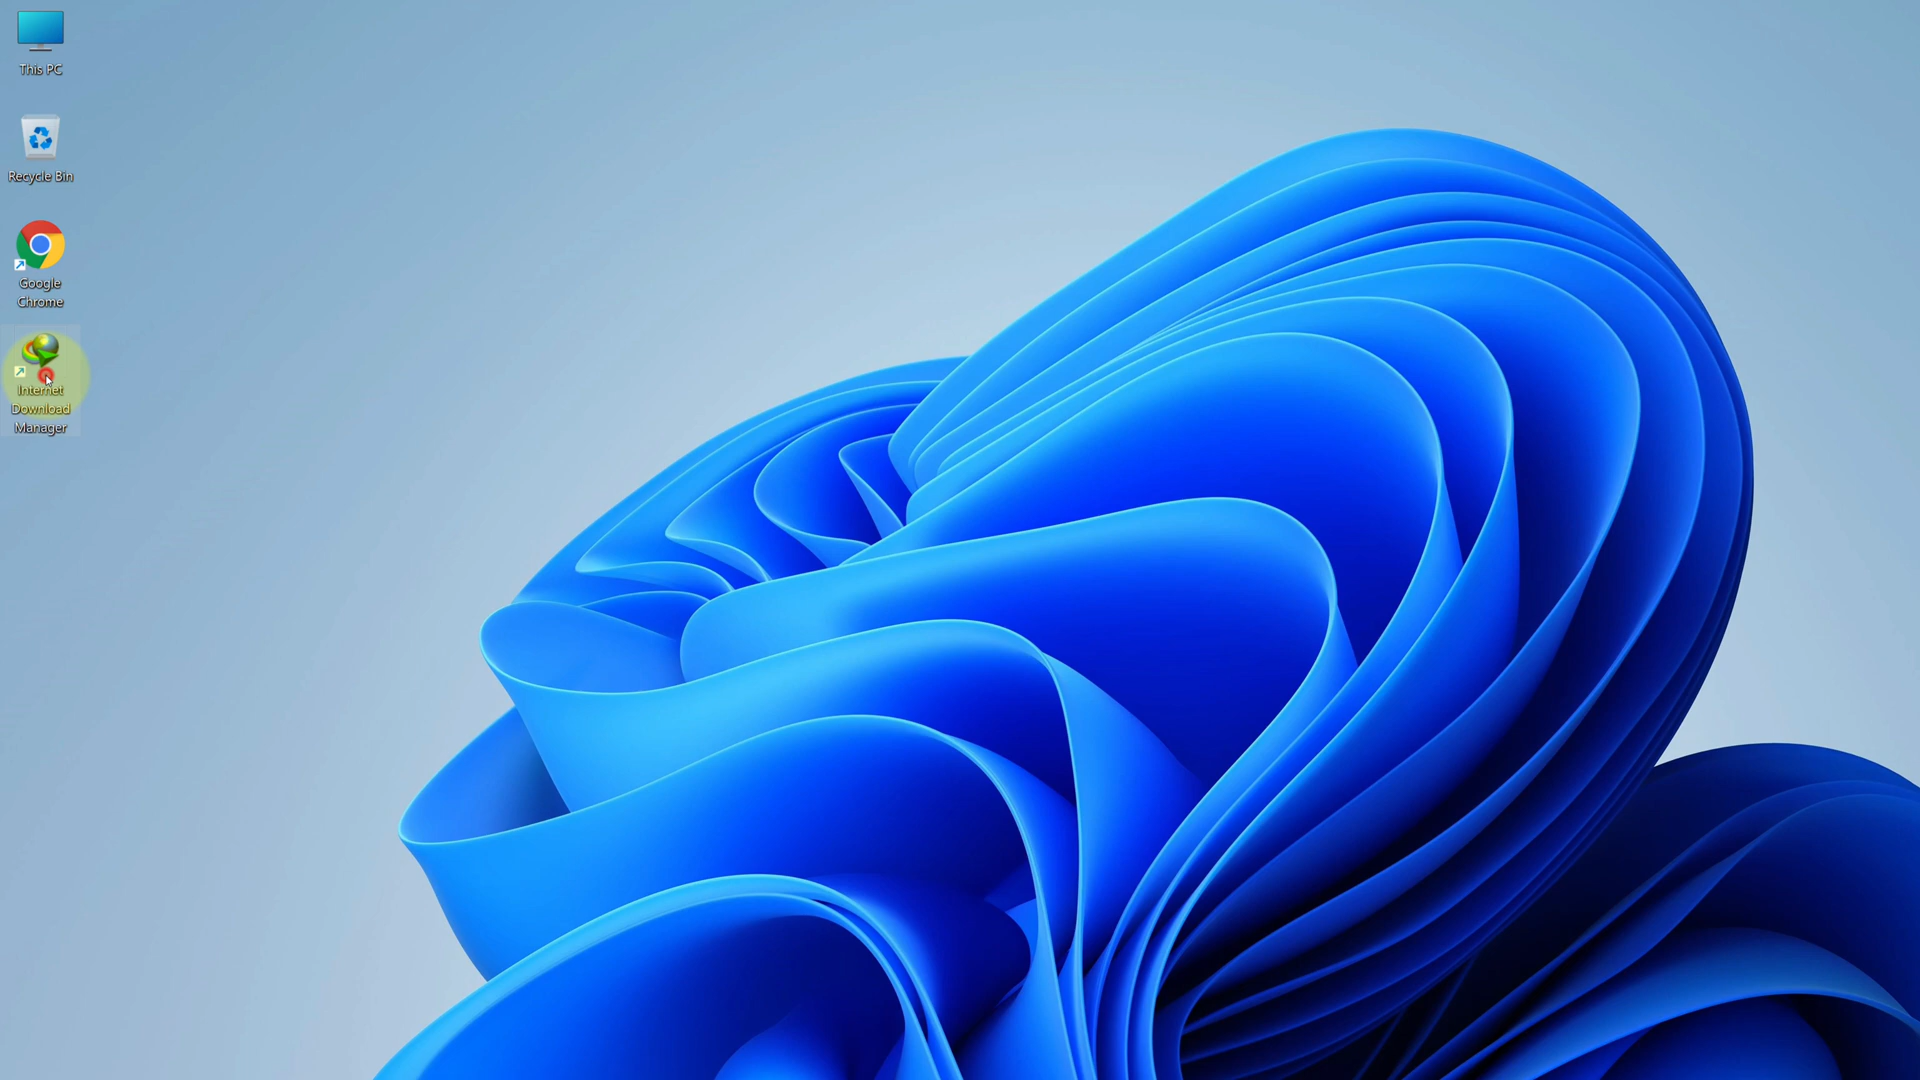 This PC
Recycle Bin
Google
Chrome
Internet
Download
Manager